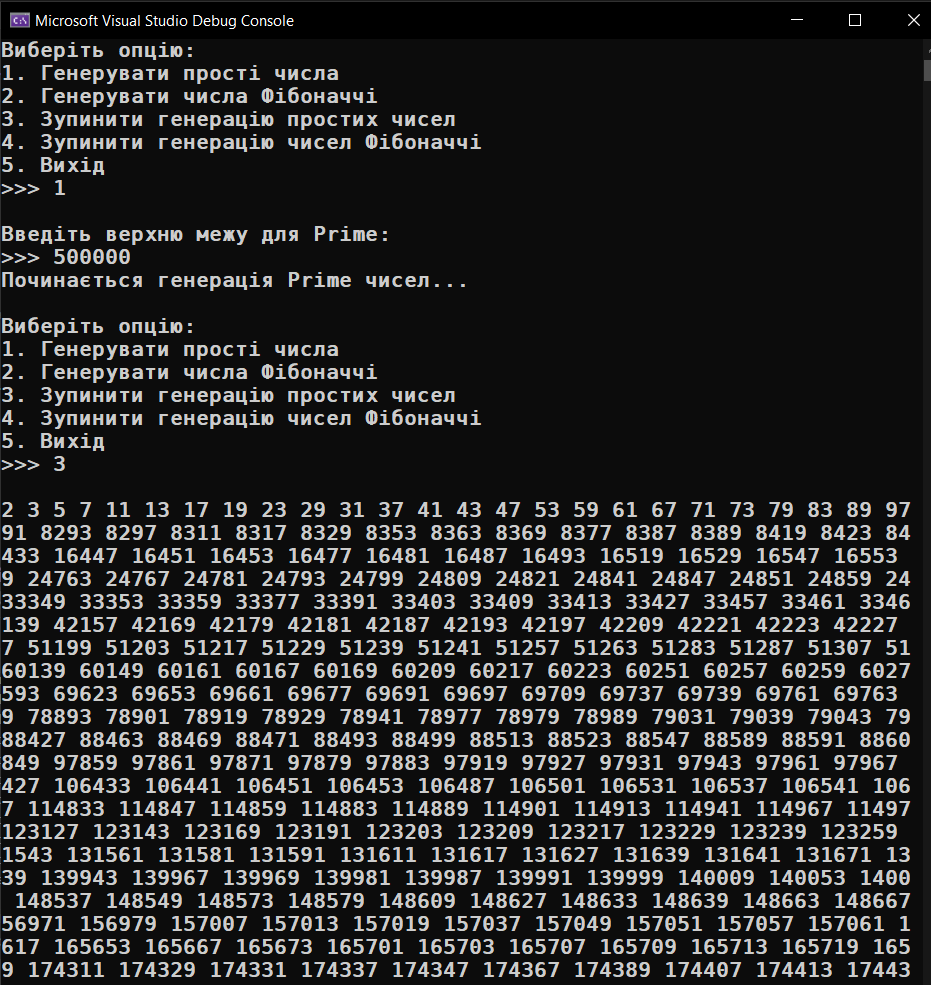 Microsoft Visual Studio Debug Console
Виберіть опцію:
1. Генерувати прості числа
2. Генерувати числа Фібоначчі
3. Зупинити генерацію простих чисел
4. Зупинити генерацію чисел Фібоначчі
5. Вихід
>>> 1
Введіть верхню межу для Prime:
>>> 500000
Починається генерація Prime чисел...
Виберіть опцію:
1. Генерувати прості числа
2. Генерувати числа Фібоначчі
3. Зупинити генерацію простих чисел
4. Зупинити генерацію чисел Фібоначчі
5. Вихід
>>> 3
2 3 5 7 11 13 17 19 23 29 31 37 41 43 47 53 59 61 67 71 73 79 83 89 97
91 8293 8297 8311 8317 8329 8353 8363 8369 8377 8387 8389 8419 8423 84
433 16447 16451 16453 16477 16481 16487 16493 16519 16529 16547 16553
9 24763 24767 24781 24793 24799 24809 24821 24841 24847 24851 24859 24
33349 33353 33359 33377 33391 33403 33409 33413 33427 33457 33461 3346
139 42157 42169 42179 42181 42187 42193 42197 42209 42221 42223 42227
7 51199 51203 51217 51229 51239 51241 51257 51263 51283 51287 51307 51
60139 60149 60161 60167 60169 60209 60217 60223 60251 60257 60259 6027
593 69623 69653 69661 69677 69691 69697 69709 69737 69739 69761 69763
9 78893 78901 78919 78929 78941 78977 78979 78989 79031 79039 79043 79
88427 88463 88469 88471 88493 88499 88513 88523 88547 88589 88591 8860
849 97859 97861 97871 97879 97883 97919 97927 97931 97943 97961 97967
427 106433 106441 106451 106453 106487 106501 106531 106537 106541 106
7 114833 114847 114859 114883 114889 114901 114913 114941 114967 11497
123127 123143 123169 123191 123203 123209 123217 123229 123239 123259
1543 131561 131581 131591 131611 131617 131627 131639 131641 131671 13
39 139943 139967 139969 139981 139987 139991 139999 140009 140053 1400
148537 148549 148573 148579 148609 148627 148633 148639 148663 148667
56971 156979 157007 157013 157019 157037 157049 157051 157057 157061 1
617 165653 165667 165673 165701 165703 165707 165709 165713 165719 165
9 174311 174329 174331 174337 174347 174367 174389 174407 174413 17443